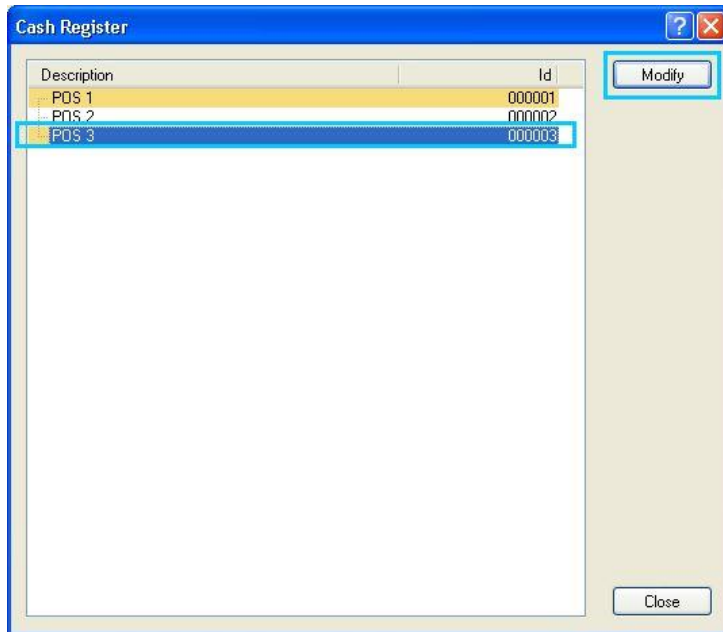 Cash Register
Description Id Modify
POS 1 000001
POS 2 000002
POS 3 000003
Close